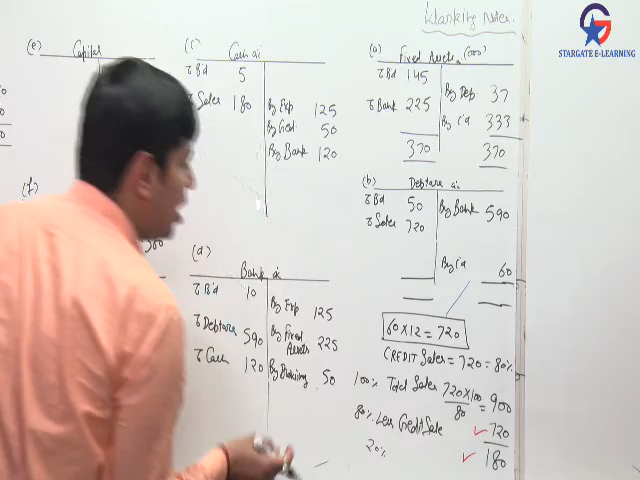 Working Notes.
STARGATE E-LEARNING
(e) Capital
(c) Cash a/c
To B'd 5
To Sales 180
By Exp 125
By Cred. 50
By Bank 120
(a) Fixed Assets (000)
To Bd 145
To Bank 225
370
By Dep. 37
By C'd 333
370
(b) Debtors a/c
To B'd 50
To Sales 720
By Bank 590
By C'd 60
60 x 12 = 720
CREDIT Sales = 720 = 80%
100% Total Sales 720 x 100 / 80 = 900
80% Less Credit Sale 720
20% 180
(f)
(d)
Bank a/c
To B'd 10
To Debtors 590
To Cash 120
By Exp 125
By Fixed Assets 225
50